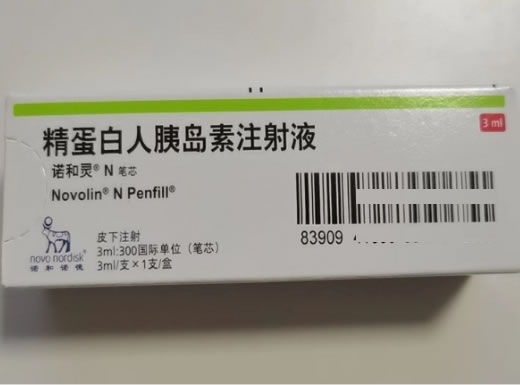 3 ml
精蛋白人胰岛素注射液
诺和灵® N 笔芯
Novolin® N Penfill®
83909
皮下注射
3ml:300国际单位（笔芯）
3ml/支×1支/盒
novo nordisk®
诺和诺德